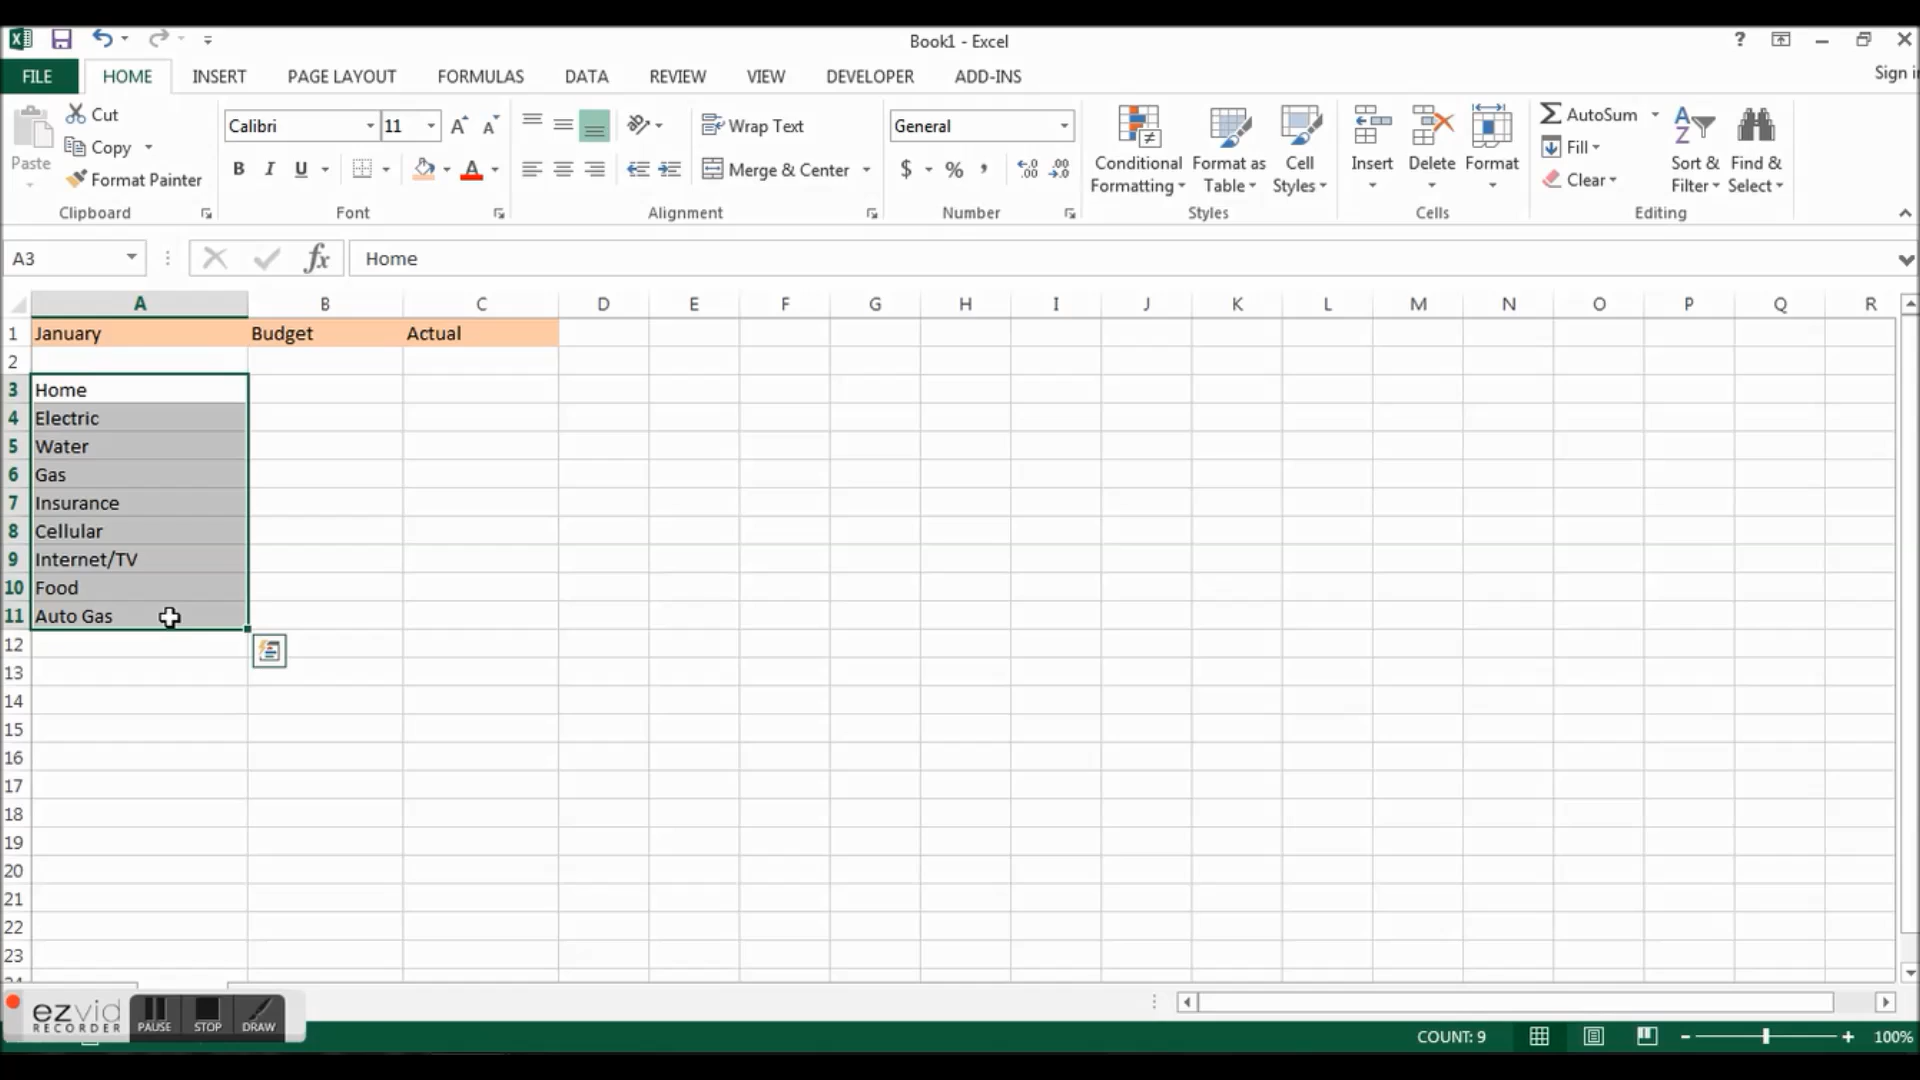 Book1 - Excel
?
Sign i
FILE HOME INSERT PAGE LAYOUT FORMULAS DATA REVIEW VIEW DEVELOPER ADD-INS
Paste
Cut
Copy
Format Painter
Clipboard
Calibri 11
B I U
Font
Wrap Text
Merge & Center
Alignment
General
$ % ,
Number
Conditional Formatting
Format as Table
Cell Styles
Styles
Insert Delete Format
Cells
AutoSum
Fill
Clear
Sort & Filter
Find & Select
Editing
A3 fx Home
A B C D E F G H I J K L M N O P Q R
1 January Budget Actual
2
3 Home
4 Electric
5 Water
6 Gas
7 Insurance
8 Cellular
9 Internet/TV
10 Food
11 Auto Gas
12
13
14
15
16
17
18
19
20
21
22
23
ezvid
RECORDER
PAUSE STOP DRAW
COUNT: 9 100%